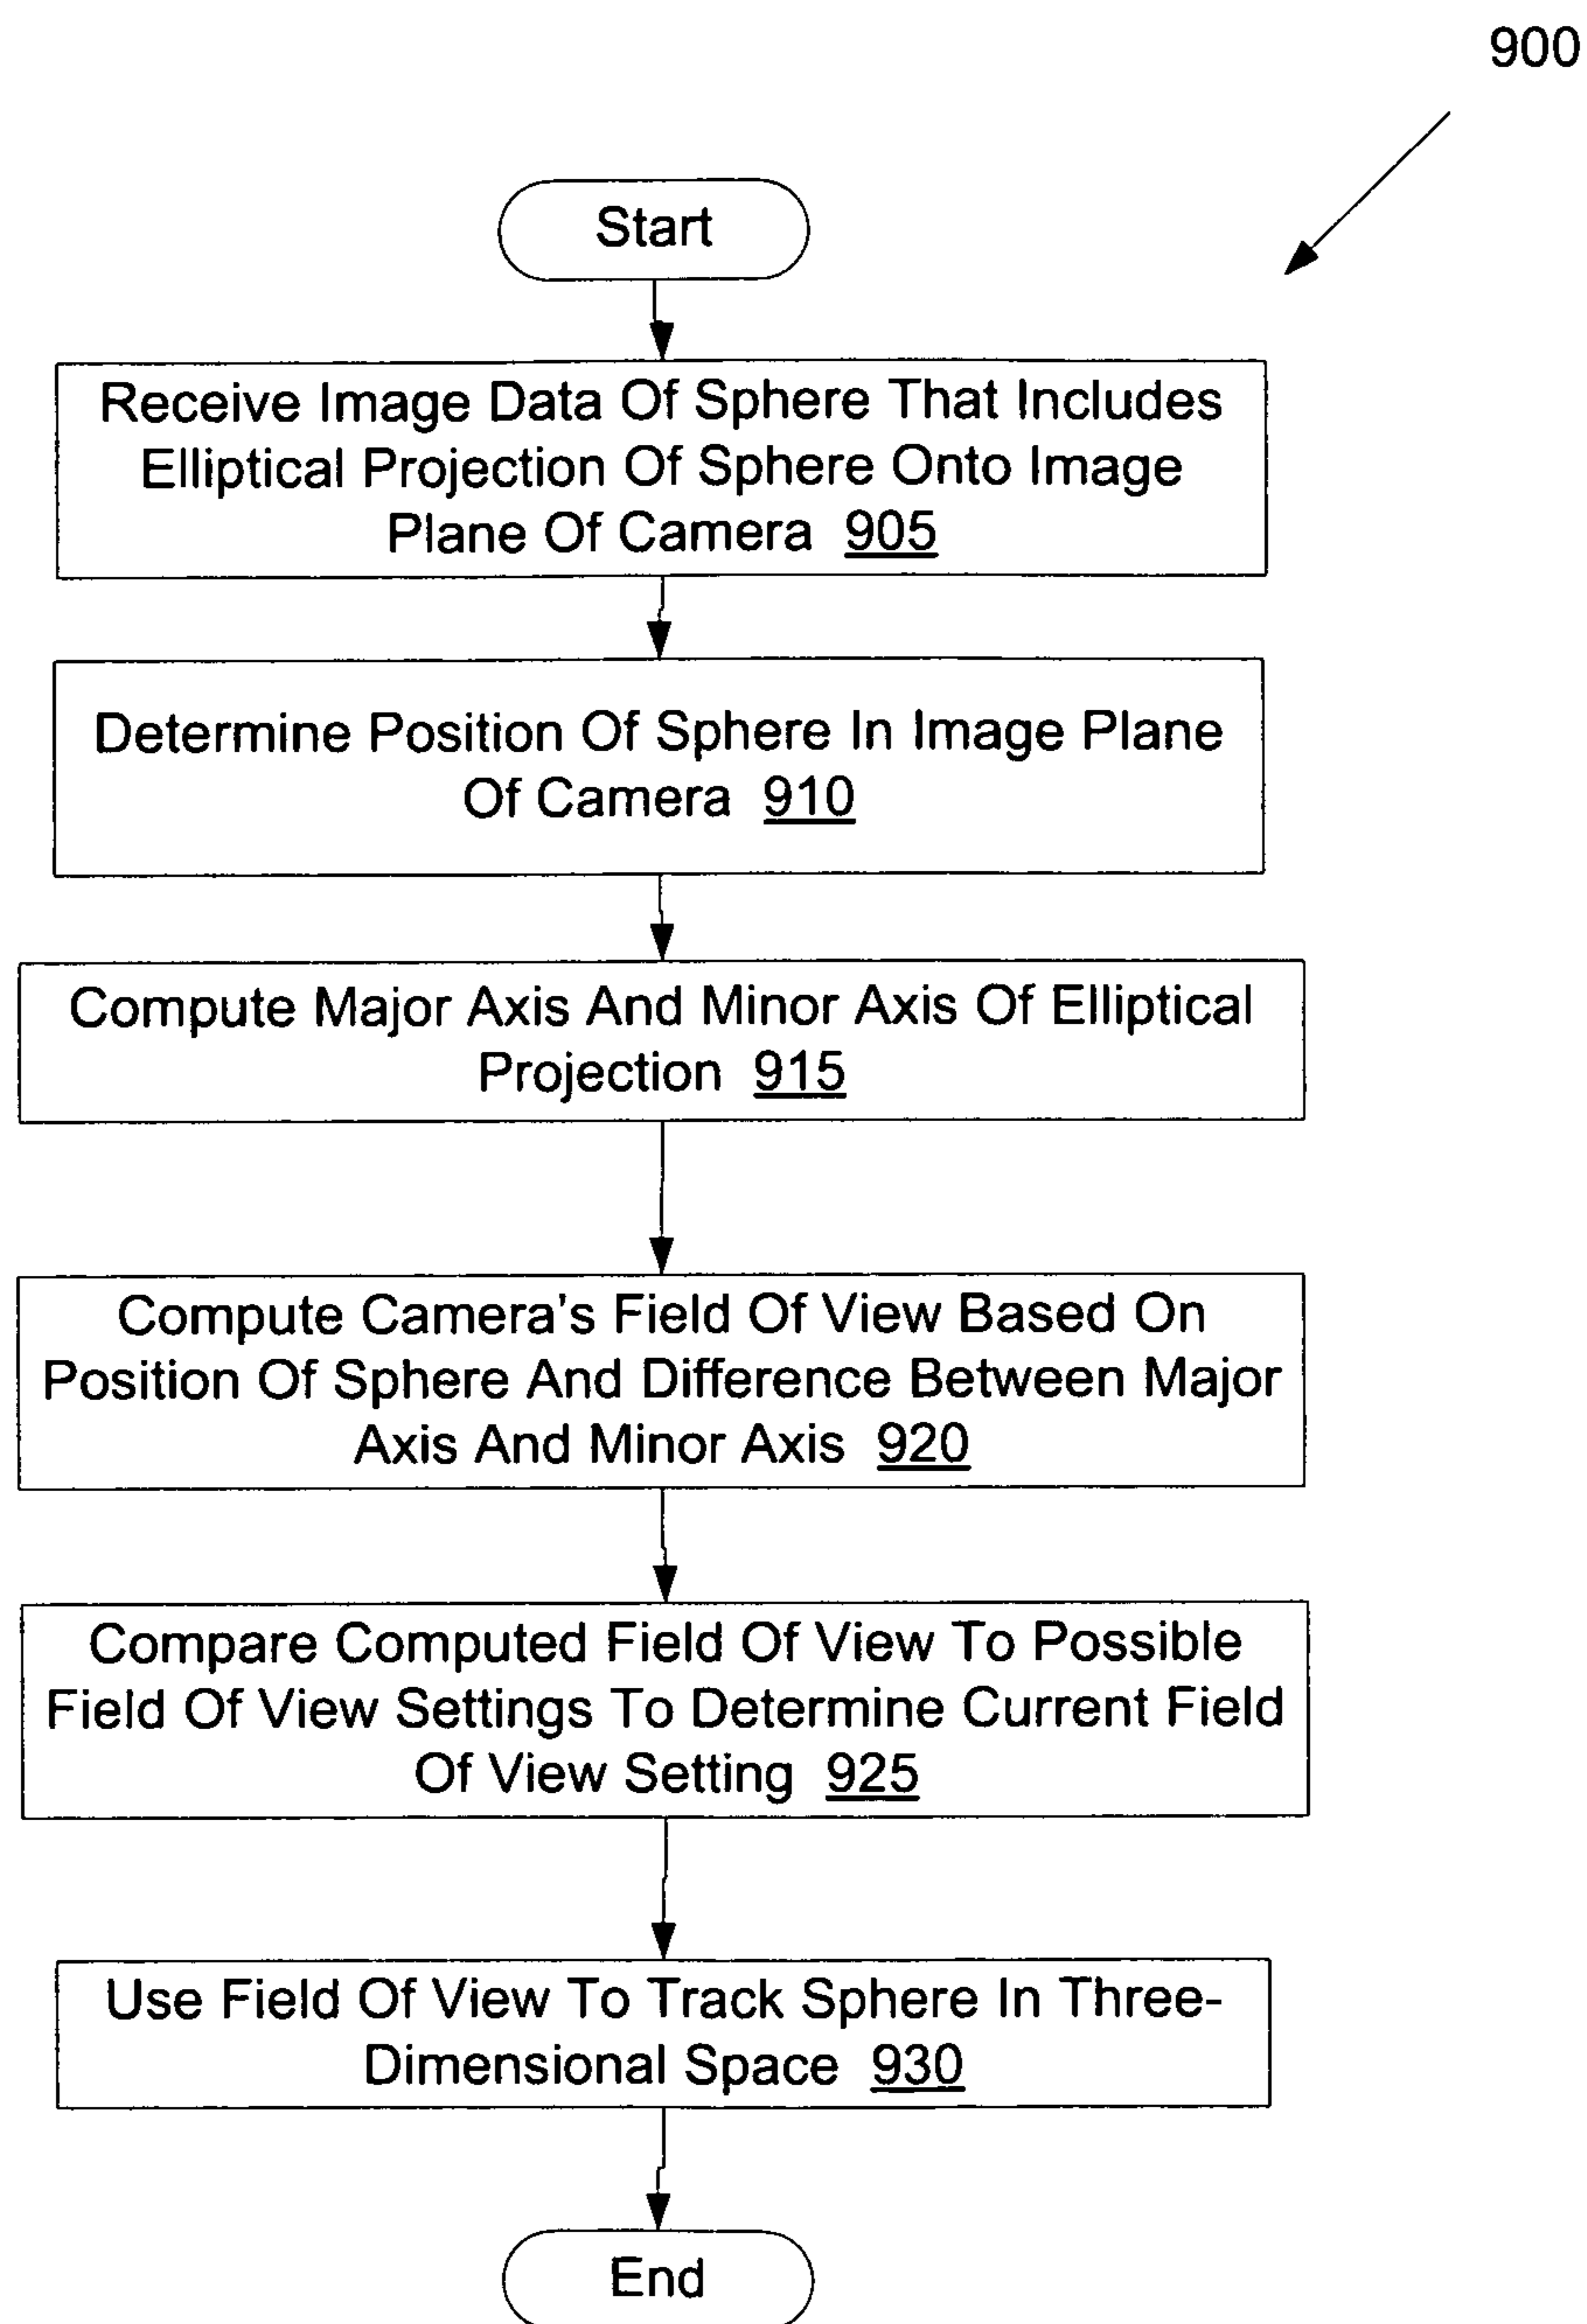 900
Start
Receive Image Data Of Sphere That Includes
Elliptical Projection Of Sphere Onto Image
Plane Of Camera 905
Determine Position Of Sphere In Image Plane
Of Camera 910
Compute Major Axis And Minor Axis Of Elliptical
Projection 915
Compute Camera's Field Of View Based On
Position Of Sphere And Difference Between Major
Axis And Minor Axis 920
Compare Computed Field Of View To Possible
Field Of View Settings To Determine Current Field
Of View Setting 925
Use Field Of View To Track Sphere In Three-
Dimensional Space 930
End